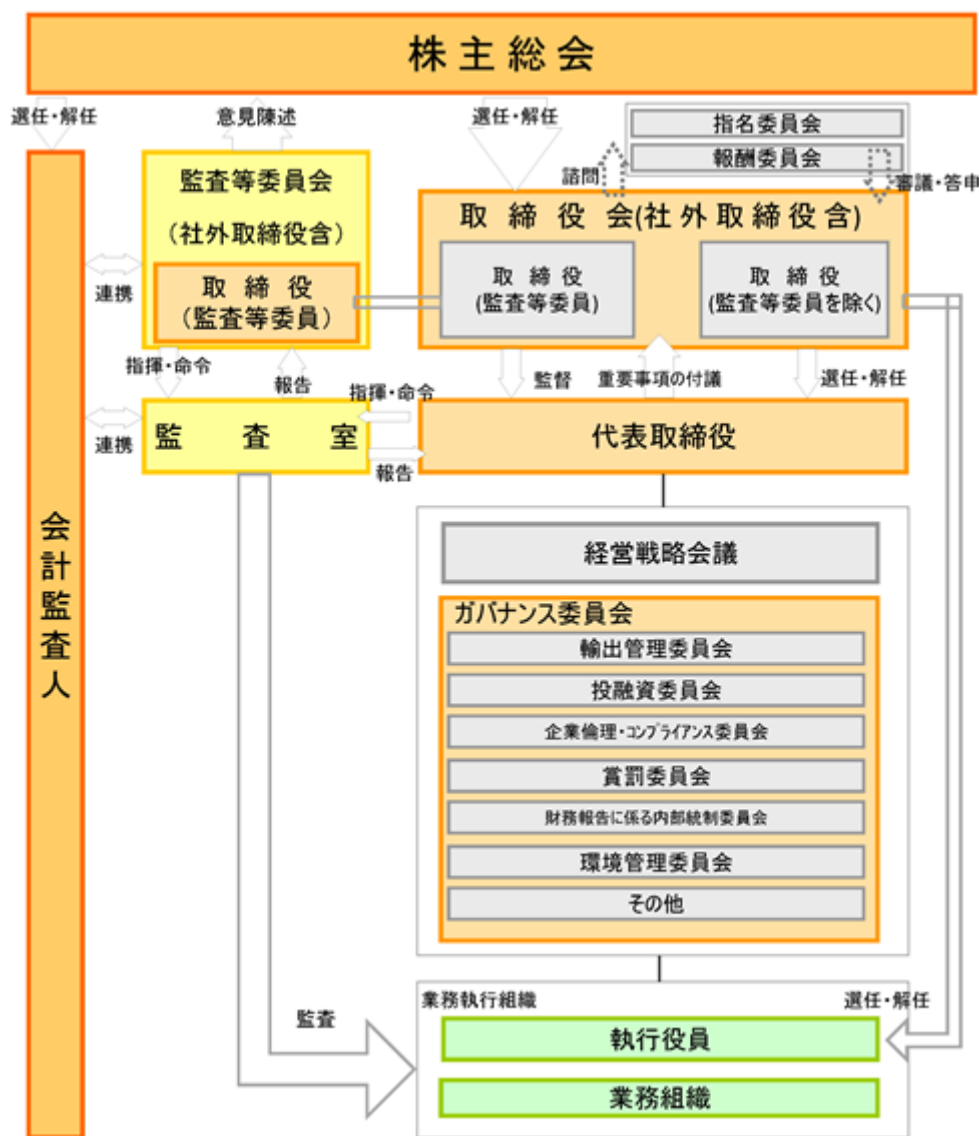 株主総会
選任・解任
意見陳述
選任・解任
指名委員会
報酬委員会
諮問
審議・答申
監査等委員会
（社外取締役含）
取締役
（監査等委員）
取締役会(社外取締役含)
取締役
(監査等委員)
取締役
(監査等委員を除く)
連携
指揮・命令
報告
監督
重要事項の付議
選任・解任
指揮・命令
連携
監査室
報告
代表取締役
会計監査人
経営戦略会議
ガバナンス委員会
輸出管理委員会
投融資委員会
企業倫理・コンプライアンス委員会
賞罰委員会
財務報告に係る内部統制委員会
環境管理委員会
その他
監査
業務執行組織
選任・解任
執行役員
業務組織